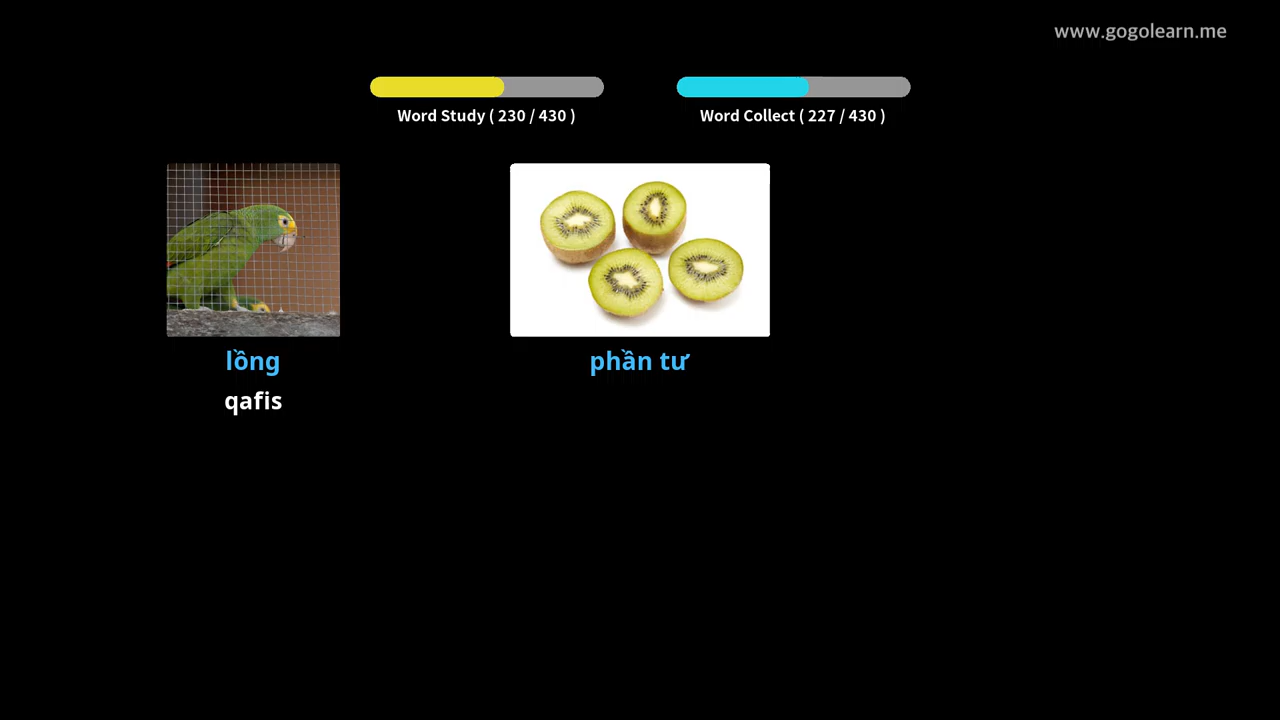 www.gogolearn.me
Word Study ( 230 / 430 )
Word Collect ( 227 / 430 )
lồng
qafis
phần tư